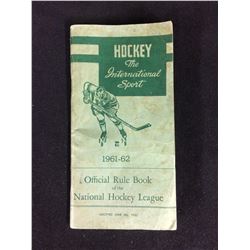 HOCKEY
The
International
Sport
1961-62
Official Rule Book
of the
National Hockey League